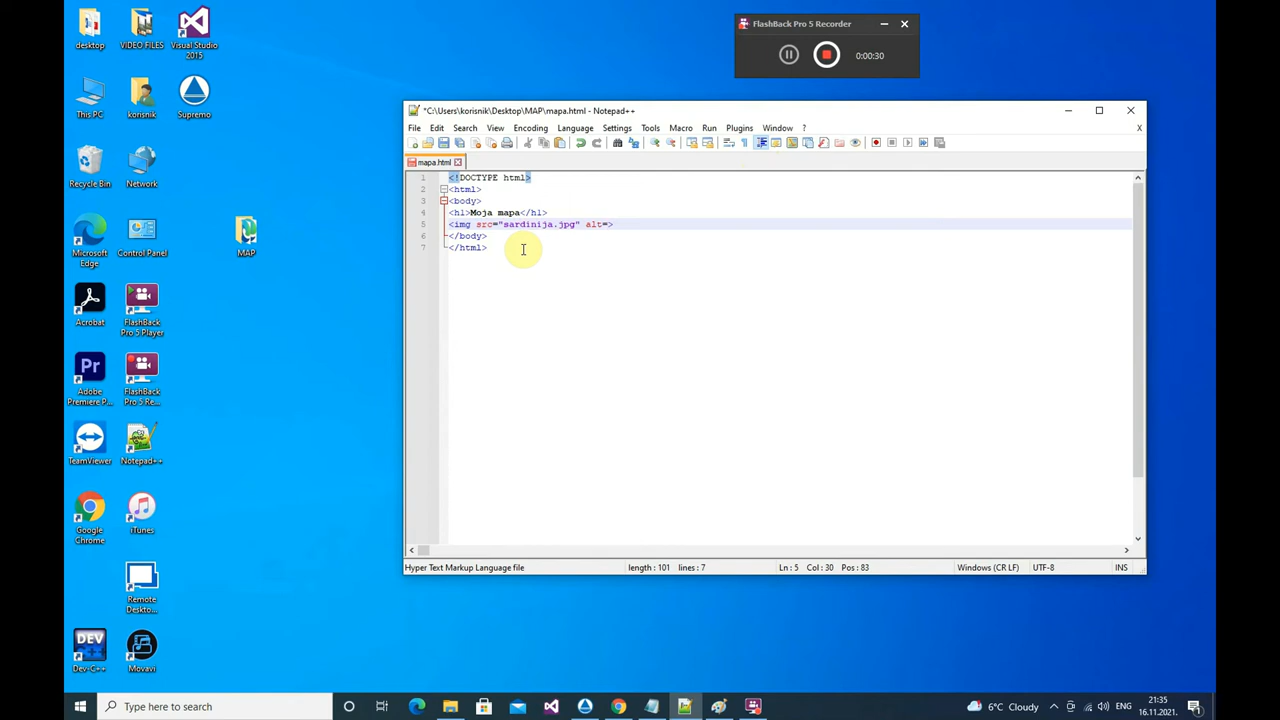 desktop
VIDEO FILES
Visual Studio
2015
This PC
korisnik
Supremo
Recycle Bin
Network
Microsoft
Edge
Control Panel
MAP
Acrobat
FlashBack
Pro 5 Player
Adobe
Premiere P...
FlashBack
Pro 5 Re...
TeamViewer
Notepad++
Google
Chrome
iTunes
Remote
Deskto...
DEV
Dev-C++
Movavi
FlashBack Pro 5 Recorder
0:00:30
*C:\Users\korisnik\Desktop\MAP\mapa.html - Notepad++
File Edit Search View Encoding Language Settings Tools Macro Run Plugins Window ? X
mapa.html
1 <!DOCTYPE html>
2 <html>
3 <body>
4 <h1>Moja mapa</h1>
5 <img src="sardinija.jpg" alt=>
6 </body>
7 </html>
Hyper Text Markup Language file length : 101 lines : 7 Ln : 5 Col : 30 Pos : 83 Windows (CR LF) UTF-8 INS
Type here to search
6°C Cloudy
21:35
16.11.2021.